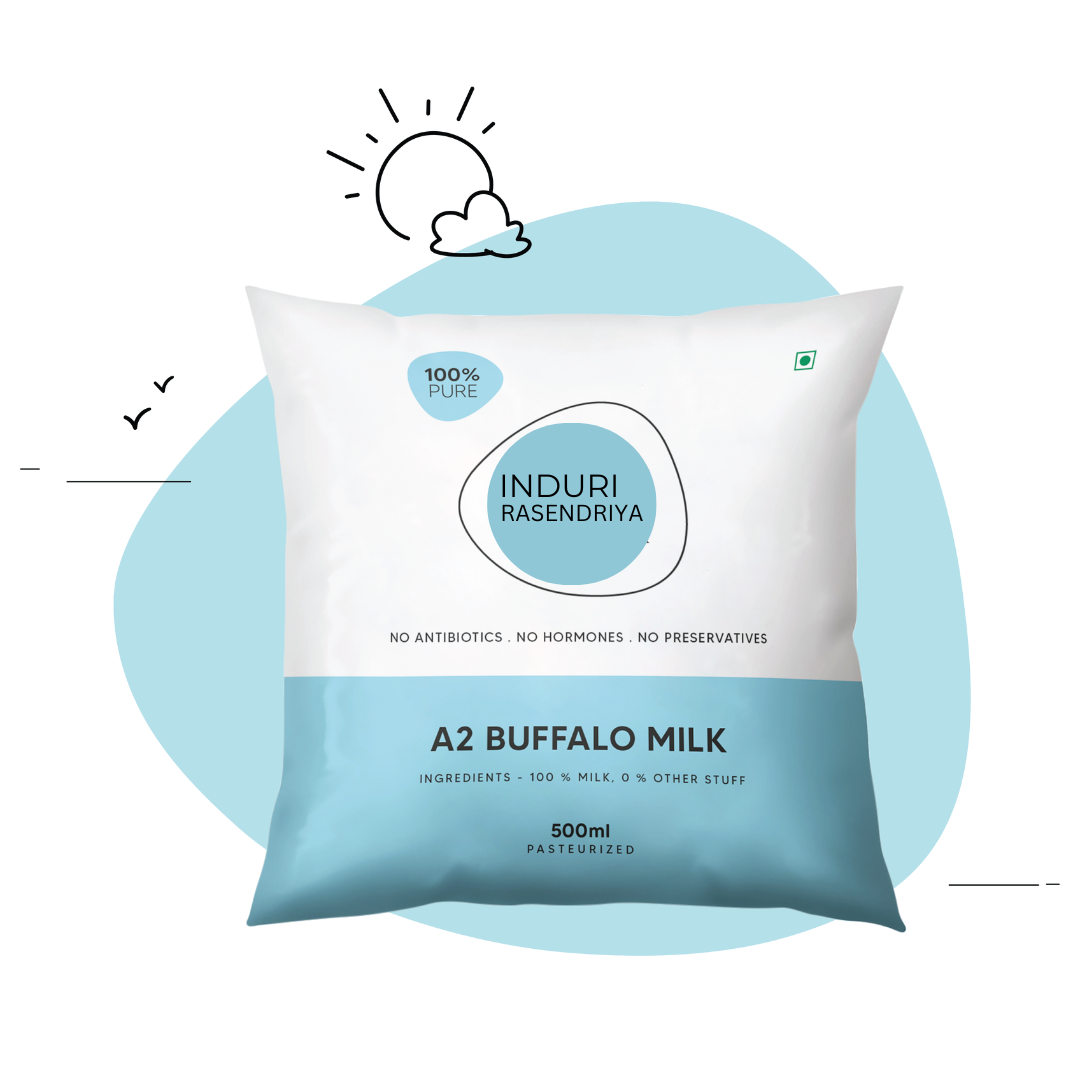 100%
PURE
INDURI
RASENDRIYA
NO ANTIBIOTICS . NO HORMONES . NO PRESERVATIVES
A2 BUFFALO MILK
INGREDIENTS - 100 % MILK, 0 % OTHER STUFF
500ml
PASTEURIZED